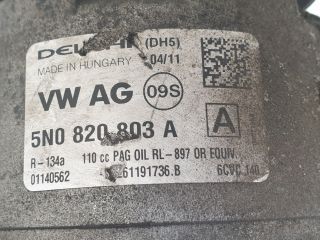 DELPHI (DH5)
MADE IN HUNGARY 04/11
VW AG 09S
5N0 820 803 A A
R-134a 110 cc PAG OIL RL-897 OR EQUIV.
01140562 61191736.B 6CVC 140